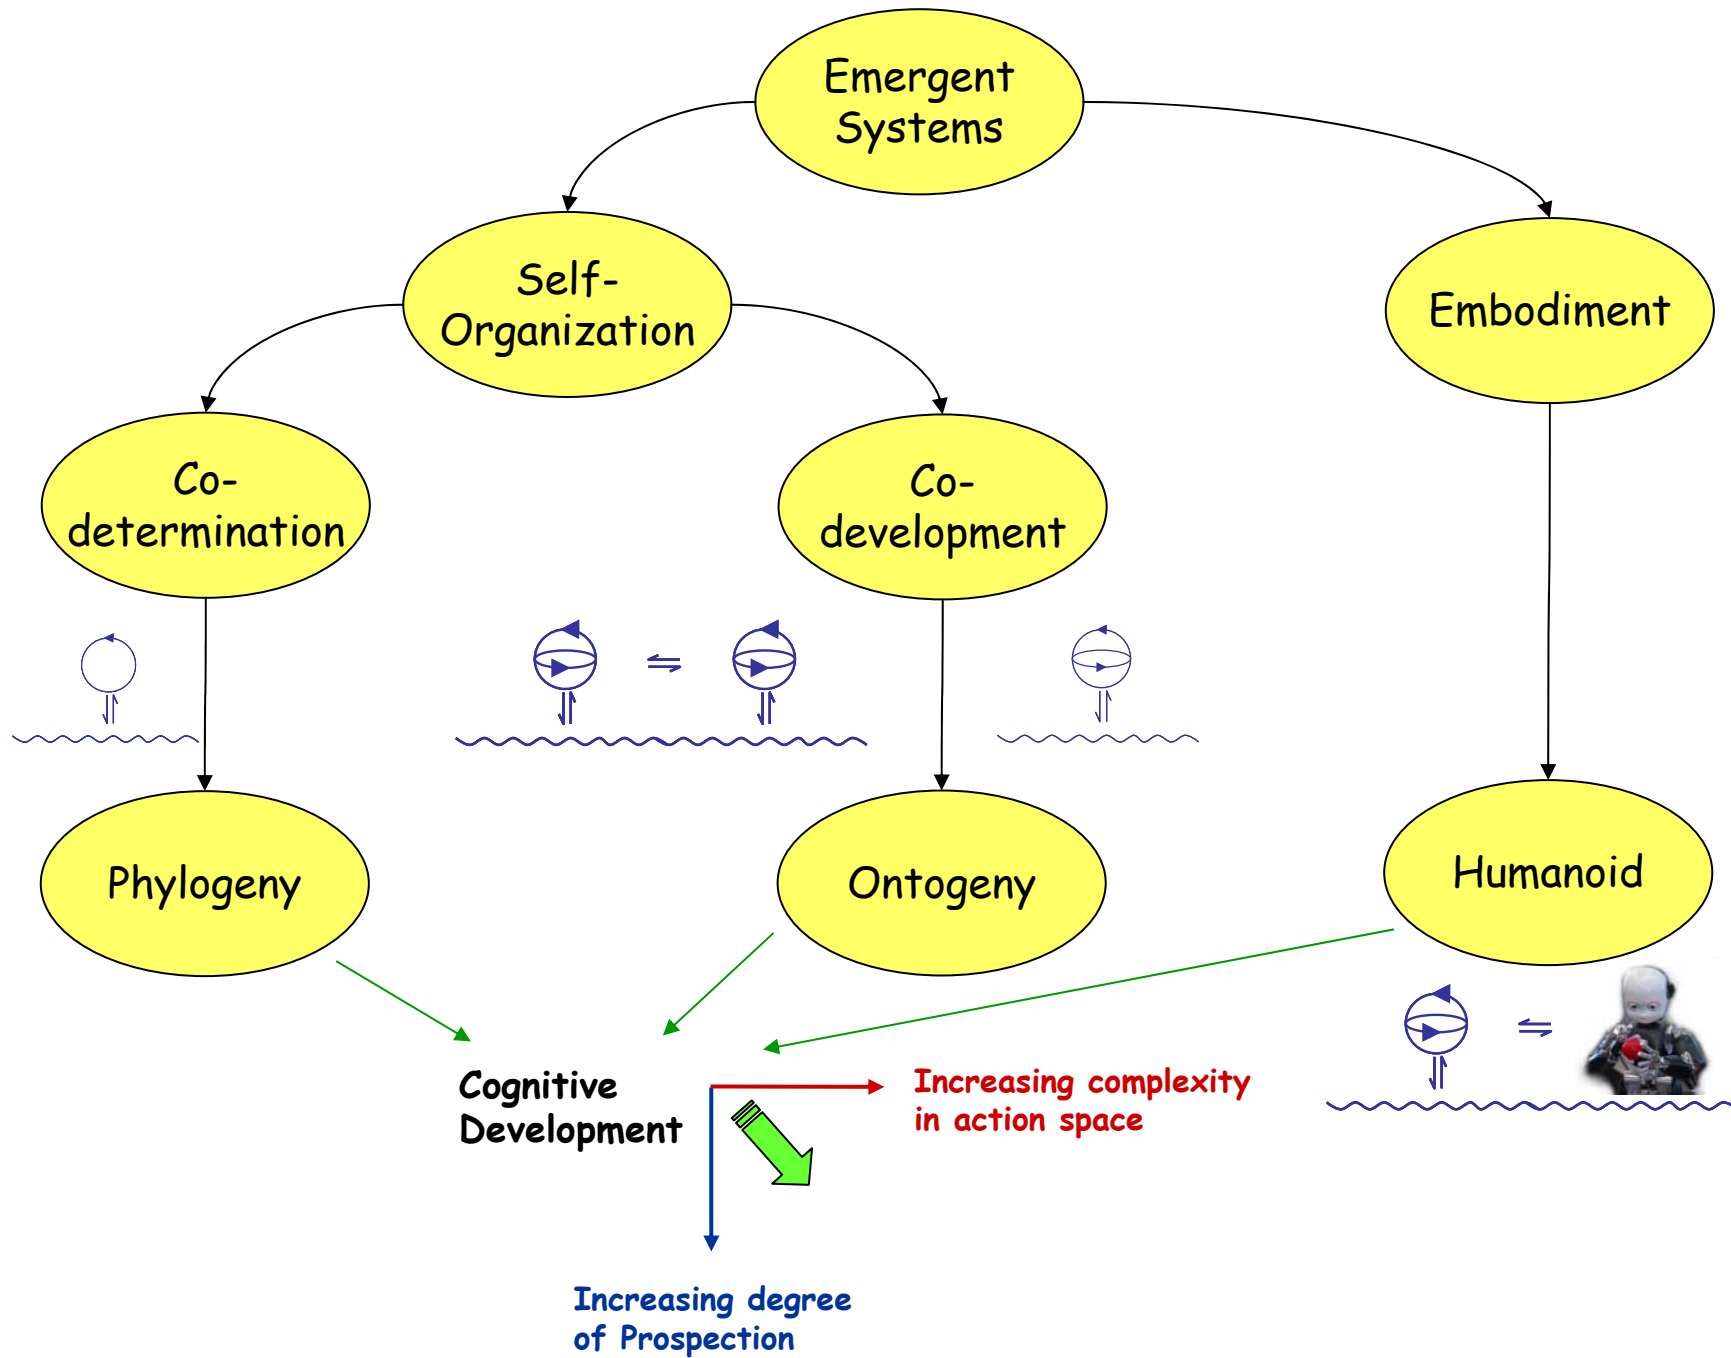 Emergent
Systems
Self-
Organization
Embodiment
Co-
determination
Co-
development
Phylogeny
Ontogeny
Humanoid
Cognitive
Development
Increasing complexity
in action space
Increasing degree
of Prospection